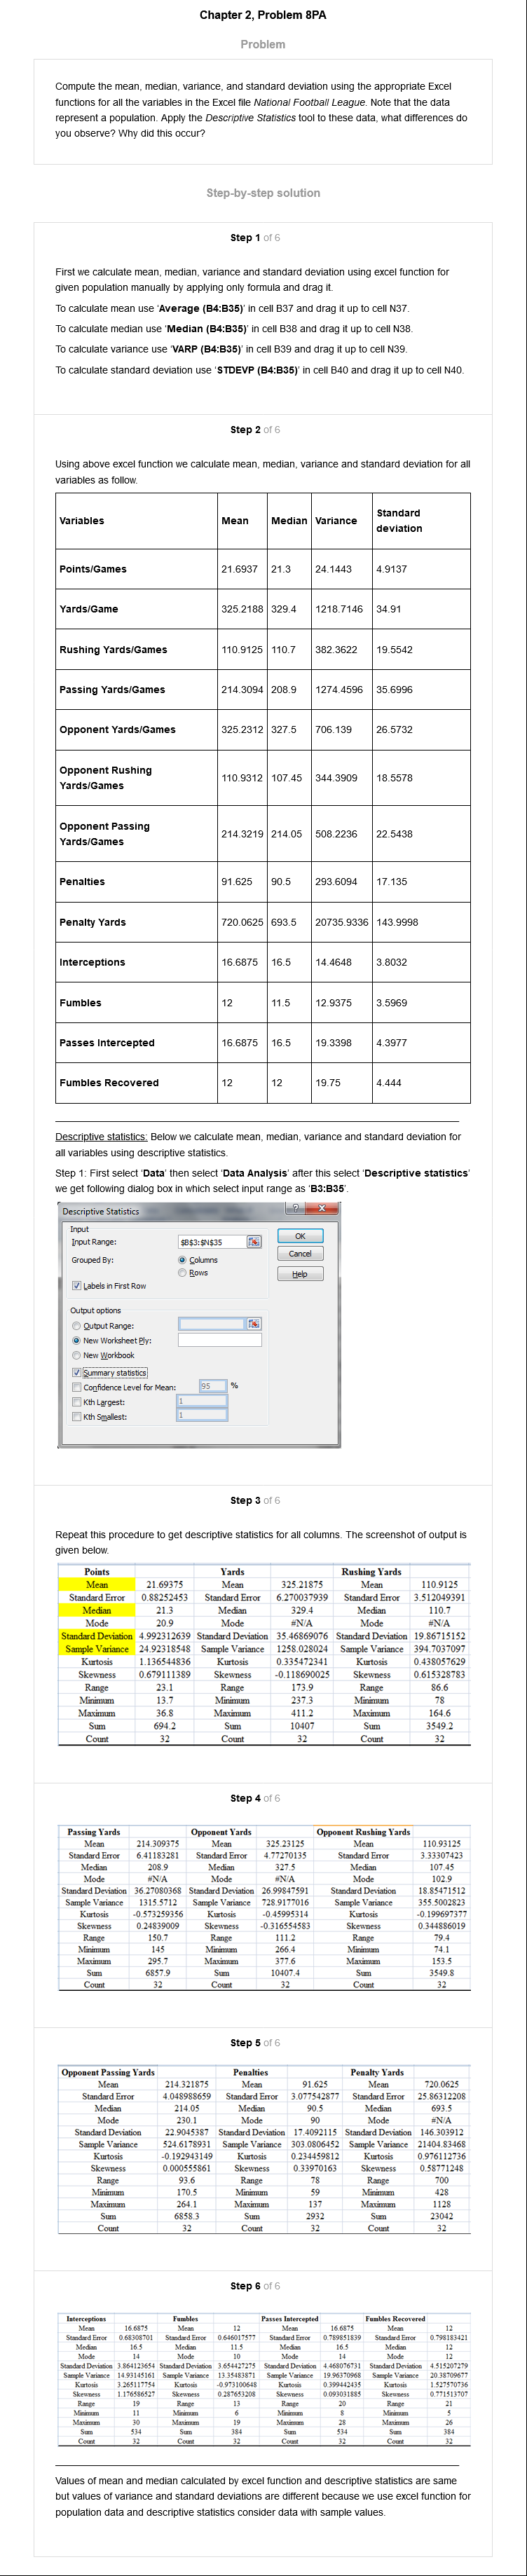 Chapter 2, Problem 8PA
Problem
Compute the mean, median, variance, and standard deviation using the appropriate Excel
functions for all the variables in the Excel file National Football League. Note that the data
represent a population. Apply the Descriptive Statistics tool to these data, what differences do
you observe? Why did this occur?
Step-by-step solution
Step 1 of 6
First we calculate mean, median, variance and standard deviation using excel function for
given population manually by applying only formula and drag it.
To calculate mean use 'Average (B4:B35)' in cell B37 and drag it up to cell N37.
To calculate median use 'Median (B4:B35)' in cell B38 and drag it up to cell N38.
To calculate variance use 'VARP (B4:B35)' in cell B39 and drag it up to cell N39.
To calculate standard deviation use 'STDEVP (B4:B35)' in cell B40 and drag it up to cell N40.
Step 2 of 6
Using above excel function we calculate mean, median, variance and standard deviation for all
variables as follow.
Variables Mean Median Variance Standard
deviation
Points/Games 21.6937 21.3 24.1443 4.9137
Yards/Game 325.2188 329.4 1218.7146 34.91
Rushing Yards/Games 110.9125 110.7 382.3622 19.5542
Passing Yards/Games 214.3094 208.9 1274.4596 35.6996
Opponent Yards/Games 325.2312 327.5 706.139 26.5732
Opponent Rushing
Yards/Games 110.9312 107.45 344.3909 18.5578
Opponent Passing
Yards/Games 214.3219 214.05 508.2236 22.5438
Penalties 91.625 90.5 293.6094 17.135
Penalty Yards 720.0625 693.5 20735.9336 143.9998
Interceptions 16.6875 16.5 14.4648 3.8032
Fumbles 12 11.5 12.9375 3.5969
Passes Intercepted 16.6875 16.5 19.3398 4.3977
Fumbles Recovered 12 12 19.75 4.444
Descriptive statistics: Below we calculate mean, median, variance and standard deviation for
all variables using descriptive statistics.
Step 1: First select 'Data' then select 'Data Analysis' after this select 'Descriptive statistics'
we get following dialog box in which select input range as 'B3:B35'.
Descriptive Statistics ? X
Input
Input Range: $B$3:$N$35 OK
Grouped By: Columns Cancel
Rows Help
Labels in First Row
Output options
Output Range:
New Worksheet Ply:
New Workbook
Summary statistics
Confidence Level for Mean: 95 %
Kth Largest: 1
Kth Smallest: 1
Step 3 of 6
Repeat this procedure to get descriptive statistics for all columns. The screenshot of output is
given below.
Points Yards Rushing Yards
Mean 21.69375 Mean 325.21875 Mean 110.9125
Standard Error 0.88252453 Standard Error 6.270037939 Standard Error 3.512049391
Median 21.3 Median 329.4 Median 110.7
Mode 20.9 Mode #N/A Mode #N/A
Standard Deviation 4.992312639 Standard Deviation 35.46876076 Standard Deviation 19.86715152
Sample Variance 24.92318548 Sample Variance 1258.028024 Sample Variance 394.7037097
Kurtosis 1.136544836 Kurtosis 0.335472341 Kurtosis 0.438057629
Skewness 0.679111389 Skewness -0.118690025 Skewness 0.615328783
Range 23.1 Range 173.9 Range 86.6
Minimum 13.7 Minimum 237.3 Minimum 78
Maximum 36.8 Maximum 411.2 Maximum 164.6
Sum 694.2 Sum 10407 Sum 3549.2
Count 32 Count 32 Count 32
Step 4 of 6
Passing Yards Opponent Yards Opponent Rushing Yards
Mean 214.309375 Mean 325.23125 Mean 110.93125
Standard Error 6.41183281 Standard Error 4.77270135 Standard Error 3.33307423
Median 208.9 Median 327.5 Median 107.45
Mode #N/A Mode #N/A Mode 102.9
Standard Deviation 36.27080368 Standard Deviation 26.99847591 Standard Deviation 18.85471512
Sample Variance 1315.5712 Sample Variance 728.9177016 Sample Variance 355.5002823
Kurtosis -0.573259356 Kurtosis -0.45995314 Kurtosis -0.199697377
Skewness 0.24839009 Skewness -0.316554583 Skewness 0.344886019
Range 150.7 Range 111.2 Range 79.4
Minimum 145 Minimum 266.4 Minimum 74.1
Maximum 295.7 Maximum 377.6 Maximum 153.5
Sum 6857.9 Sum 10407.4 Sum 3549.8
Count 32 Count 32 Count 32
Step 5 of 6
Opponent Passing Yards Penalties Penalty Yards
Mean 214.321875 Mean 91.625 Mean 720.0625
Standard Error 4.048988659 Standard Error 3.077542877 Standard Error 25.86312208
Median 214.05 Median 90.5 Median 693.5
Mode 230.1 Mode 90 Mode #N/A
Standard Deviation 22.9045387 Standard Deviation 17.4092115 Standard Deviation 146.303912
Sample Variance 524.6178931 Sample Variance 303.0806452 Sample Variance 21404.83468
Kurtosis -0.192943149 Kurtosis 0.234459812 Kurtosis 0.976112736
Skewness 0.000555861 Skewness 0.33970163 Skewness 0.58771248
Range 93.6 Range 78 Range 700
Minimum 170.5 Minimum 59 Minimum 428
Maximum 264.1 Maximum 137 Maximum 1128
Sum 6858.3 Sum 2932 Sum 23042
Count 32 Count 32 Count 32
Step 6 of 6
Interceptions Fumbles Passes Intercepted Fumbles Recovered
Mean 16.6875 Mean 12 Mean 16.6875 Mean 12
Standard Error 0.68308701 Standard Error 0.646017577 Standard Error 0.789851839 Standard Error 0.798183421
Median 16.5 Median 11.5 Median 16.5 Median 12
Mode 14 Mode 10 Mode 14 Mode 12
Standard Deviation 3.864123654 Standard Deviation 3.654427275 Standard Deviation 4.468076731 Standard Deviation 4.515207279
Sample Variance 14.93145161 Sample Variance 13.35483871 Sample Variance 19.96370968 Sample Variance 20.38709677
Kurtosis 3.265117754 Kurtosis -0.973100648 Kurtosis 0.399442435 Kurtosis 1.527570736
Skewness 1.176586527 Skewness 0.287653208 Skewness 0.093031885 Skewness 0.771513707
Range 19 Range 13 Range 20 Range 21
Minimum 11 Minimum 6 Minimum 8 Minimum 5
Maximum 30 Maximum 19 Maximum 28 Maximum 26
Sum 534 Sum 384 Sum 534 Sum 384
Count 32 Count 32 Count 32 Count 32
Values of mean and median calculated by excel function and descriptive statistics are same
but values of variance and standard deviations are different because we use excel function for
population data and descriptive statistics consider data with sample values.